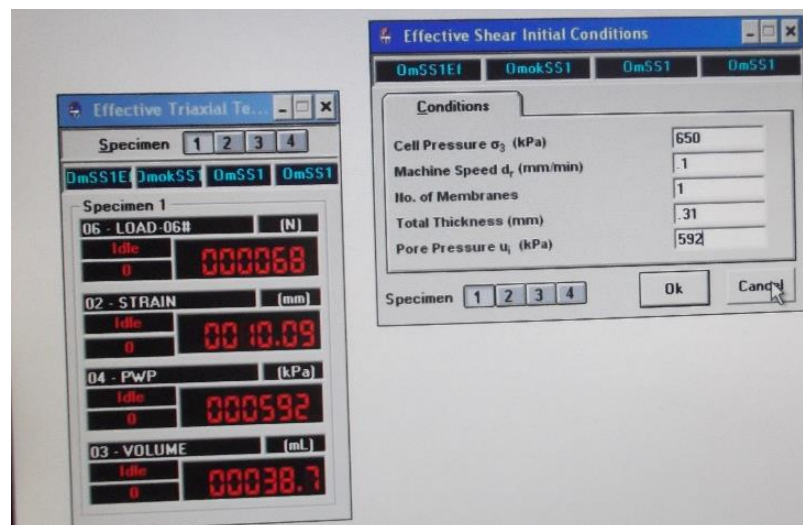 Effective Triaxial Te...
Specimen 1 2 3 4
OmSS1Ef OmokSS1 OmSS1 OmSS1
Specimen 1
06 - LOAD-06# (N)
Idle
0
000068
02 - STRAIN (mm)
Idle
0
0010.09
04 - PWP (kPa)
Idle
0
000592
03 - VOLUME (mL)
Idle
0
00038.7
Effective Shear Initial Conditions
OmSS1Ef OmokSS1 OmSS1 OmSS1
Conditions
Cell Pressure σ₃ (kPa) 650
Machine Speed dᵣ (mm/min) .1
No. of Membranes 1
Total Thickness (mm) .31
Pore Pressure uᵢ (kPa) 592
Specimen 1 2 3 4 Ok Cancel